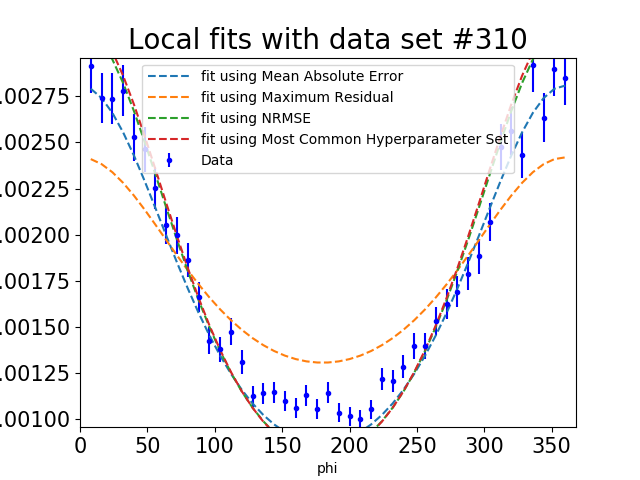 Local fits with data set #310
fit using Mean Absolute Error
fit using Maximum Residual
fit using NRMSE
fit using Most Common Hyperparameter Set
Data
.00275
.00250
.00225
.00200
.00175
.00150
.00125
.00100
0 50 100 150 200 250 300 350
phi